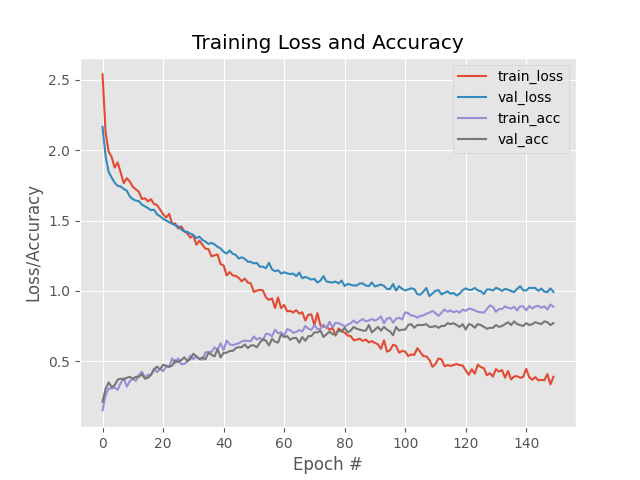 Training Loss and Accuracy
train_loss
val_loss
train_acc
val_acc
Loss/Accuracy
2.5
2.0
1.5
1.0
0.5
0 20 40 60 80 100 120 140
Epoch #